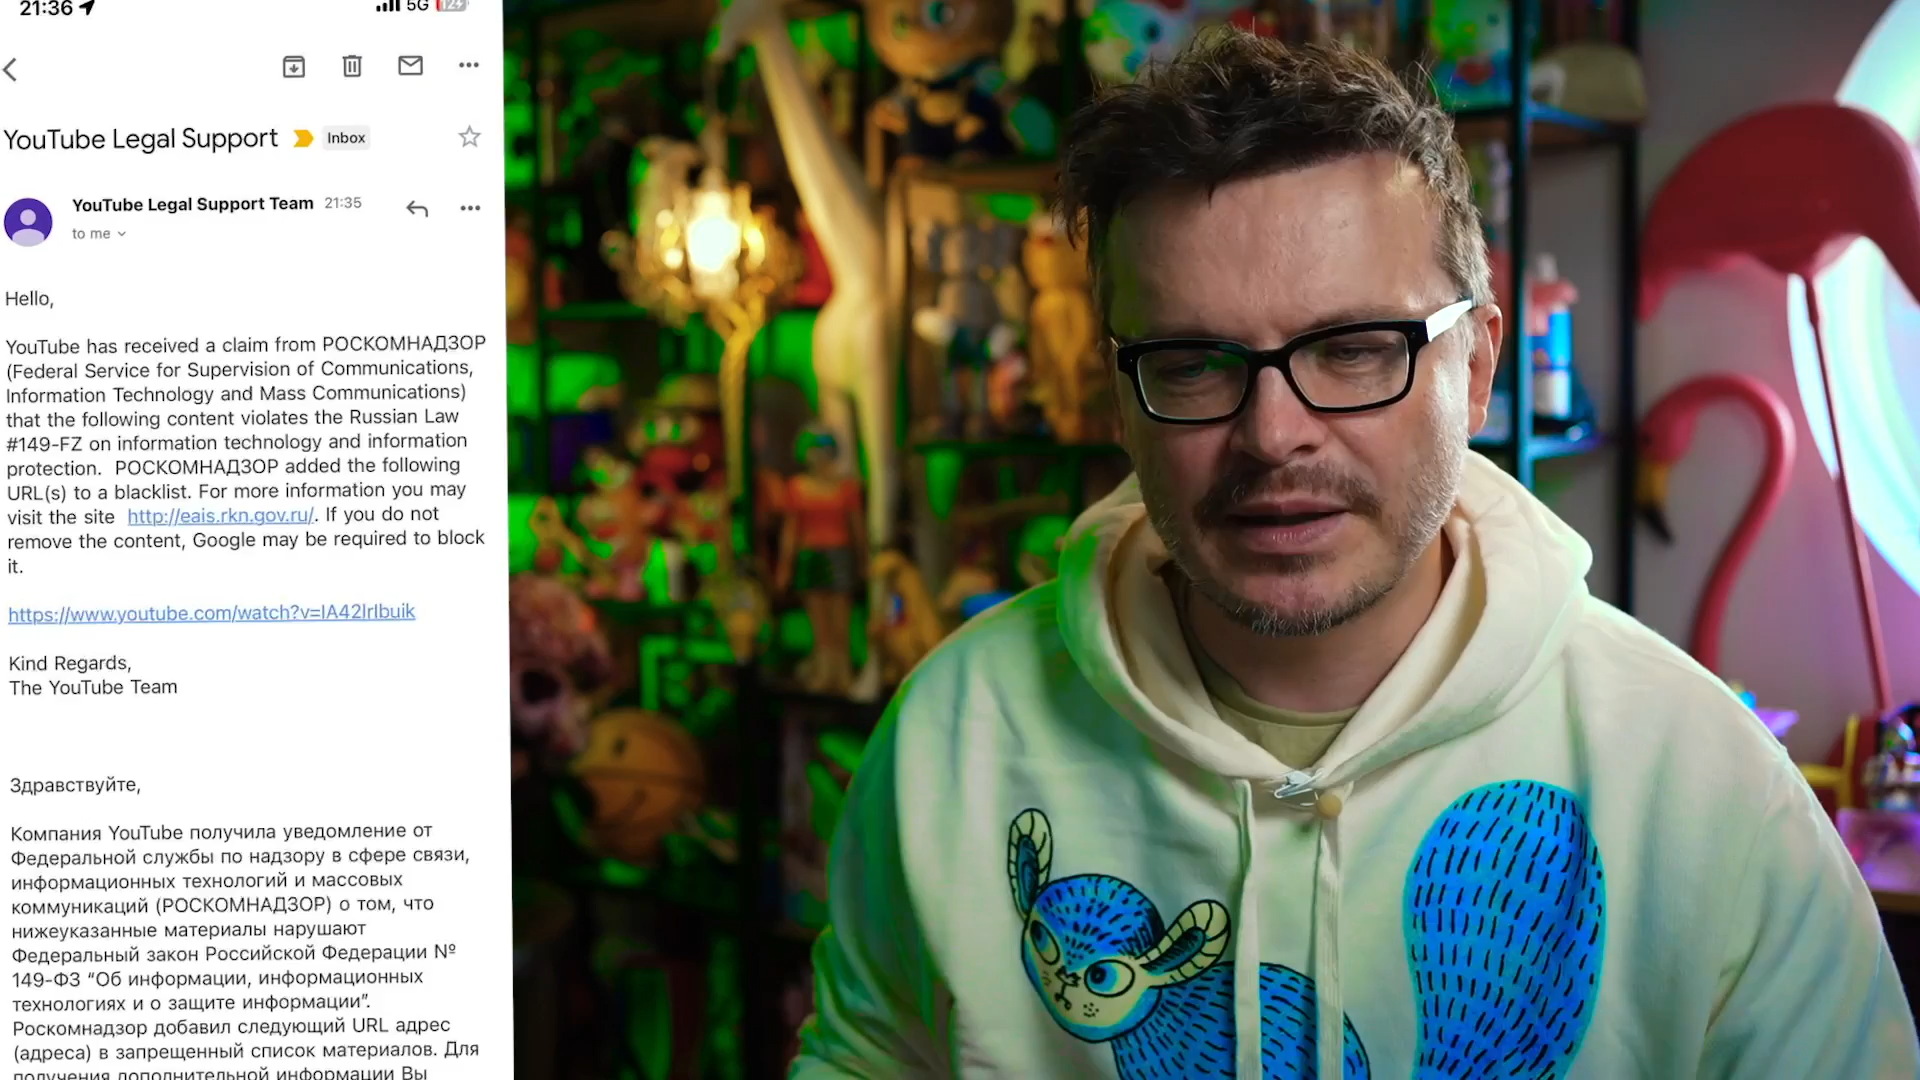 21:36
5G
YouTube Legal Support
Inbox
YouTube Legal Support Team 21:35
to me
Hello,
YouTube has received a claim from РОСКОМНАДЗОР
(Federal Service for Supervision of Communications,
Information Technology and Mass Communications)
that the following content violates the Russian Law
#149-FZ on information technology and information
protection. РОСКОМНАДЗОР added the following
URL(s) to a blacklist. For more information you may
visit the site http://eais.rkn.gov.ru/. If you do not
remove the content, Google may be required to block
it.
https://www.youtube.com/watch?v=IA42lrIbuik
Kind Regards,
The YouTube Team
Здравствуйте,
Компания YouTube получила уведомление от
Федеральной службы по надзору в сфере связи,
информационных технологий и массовых
коммуникаций (РОСКОМНАДЗОР) о том, что
нижеуказанные материалы нарушают
Федеральный закон Российской Федерации №
149-ФЗ “Об информации, информационных
технологиях и о защите информации”.
Роскомнадзор добавил следующий URL адрес
(адреса) в запрещенный список материалов. Для
получения дополнительной информации Вы